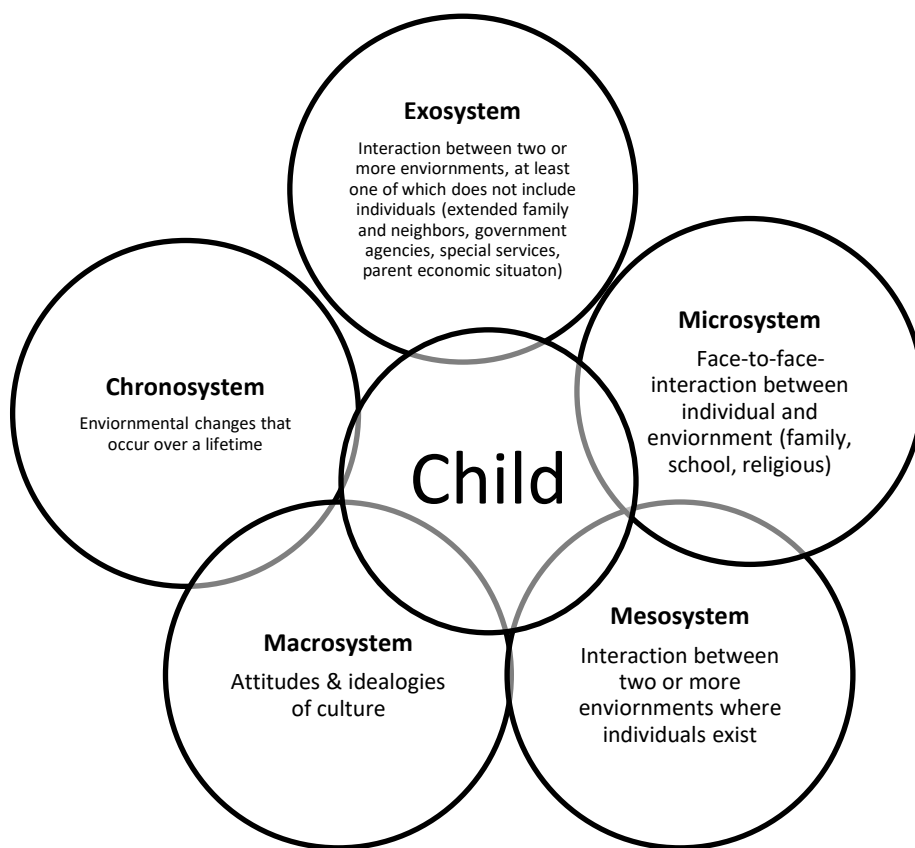 Exosystem
Interaction between two or
more enviornments, at least
one of which does not include
individuals (extended family
and neighbors, government
agencies, special services,
parent economic situaton)
Microsystem
Face-to-face-
interaction between
individual and
enviornment (family,
school, religious)
Chronosystem
Enviornmental changes that
occur over a lifetime
Child
Macrosystem
Attitudes & idealogies
of culture
Mesosystem
Interaction between
two or more
enviornments where
individuals exist